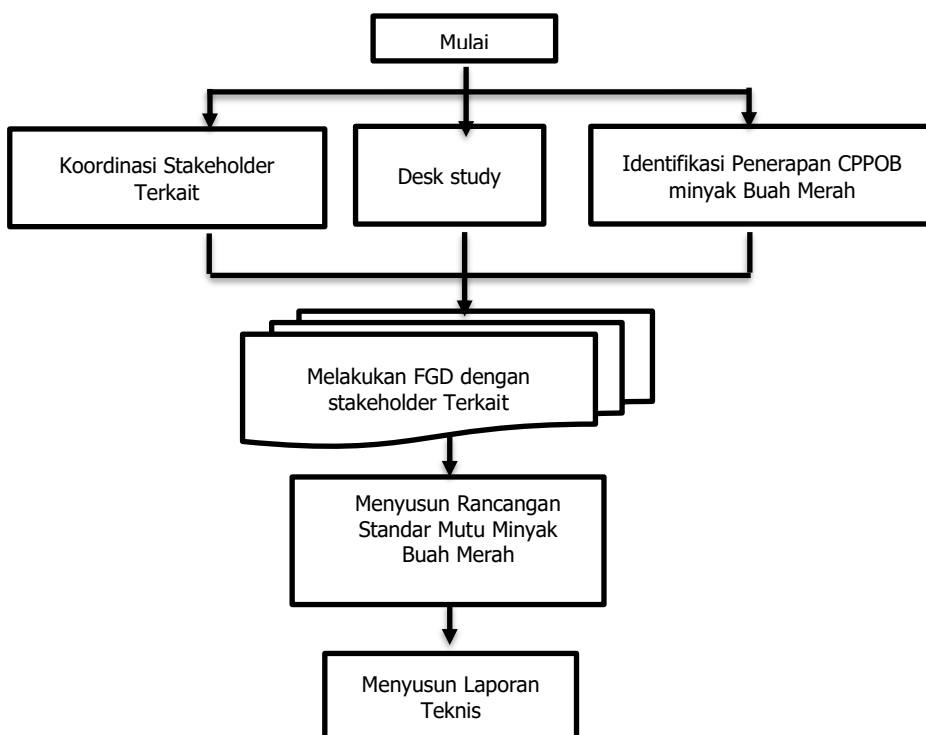 Mulai
Koordinasi Stakeholder
Terkait
Desk study
Identifikasi Penerapan CPPOB
minyak Buah Merah
Melakukan FGD dengan
stakeholder Terkait
Menyusun Rancangan
Standar Mutu Minyak
Buah Merah
Menyusun Laporan
Teknis